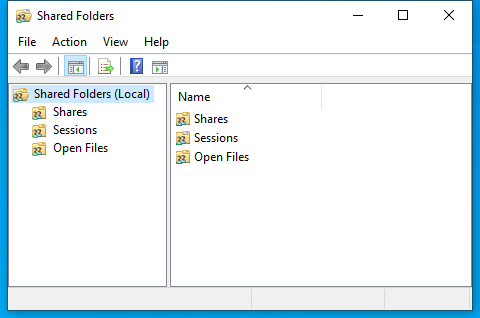 Shared Folders
File Action View Help
Shared Folders (Local)
Shares
Sessions
Open Files
Name
Shares
Sessions
Open Files